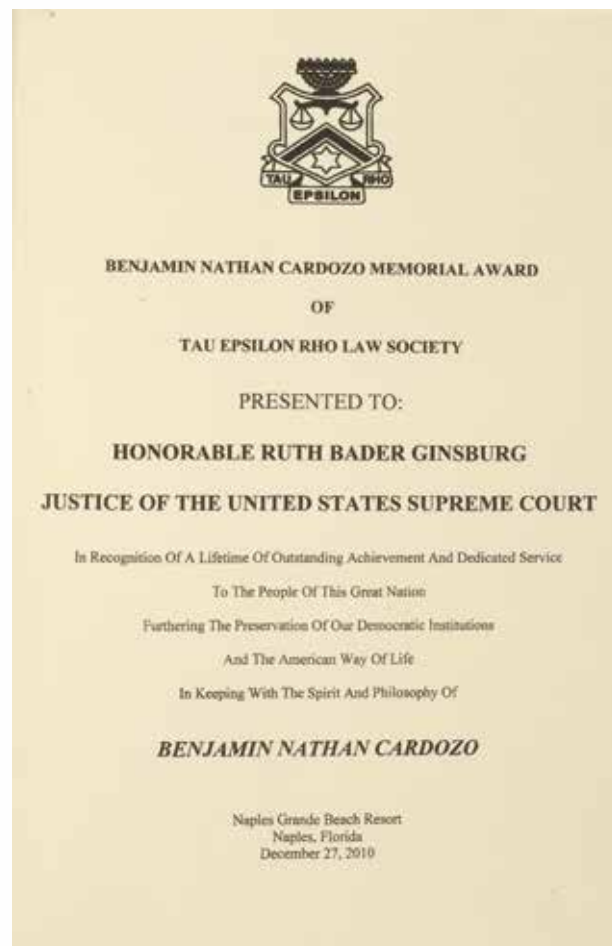 TAU RHO
EPSILON
BENJAMIN NATHAN CARDOZO MEMORIAL AWARD
OF
TAU EPSILON RHO LAW SOCIETY
PRESENTED TO:
HONORABLE RUTH BADER GINSBURG
JUSTICE OF THE UNITED STATES SUPREME COURT
In Recognition Of A Lifetime Of Outstanding Achievement And Dedicated Service
To The People Of This Great Nation
Furthering The Preservation Of Our Democratic Institutions
And The American Way Of Life
In Keeping With The Spirit And Philosophy Of
BENJAMIN NATHAN CARDOZO
Naples Grande Beach Resort
Naples, Florida
December 27, 2010